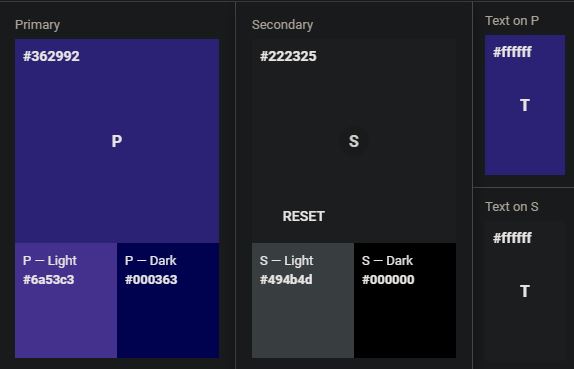 Primary
#362992
P
P — Light
#6a53c3
P — Dark
#000363
Secondary
#222325
S
RESET
S — Light
#494b4d
S — Dark
#000000
Text on P
#ffffff
T
Text on S
#ffffff
T